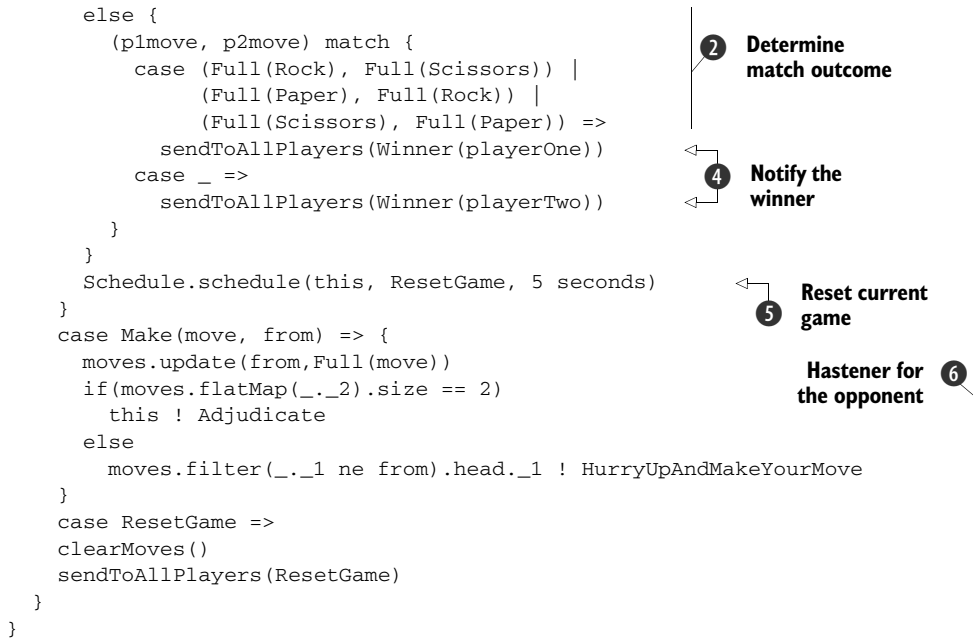 else {
(p1move, p2move) match {
case (Full(Rock), Full(Scissors)) |
(Full(Paper), Full(Rock)) |
(Full(Scissors), Full(Paper)) =>
sendToAllPlayers(Winner(playerOne))
case _ =>
sendToAllPlayers(Winner(playerTwo))
}
}
Schedule.schedule(this, ResetGame, 5 seconds)
}
case Make(move, from) => {
moves.update(from,Full(move))
if(moves.flatMap(_._2).size == 2)
this ! Adjudicate
else
moves.filter(_._1 ne from).head._1 ! HurryUpAndMakeYourMove
}
case ResetGame =>
clearMoves()
sendToAllPlayers(ResetGame)
}
}
2 Determine
match outcome
4 Notify the
winner
5 Reset current
game
Hastener for 6
the opponent